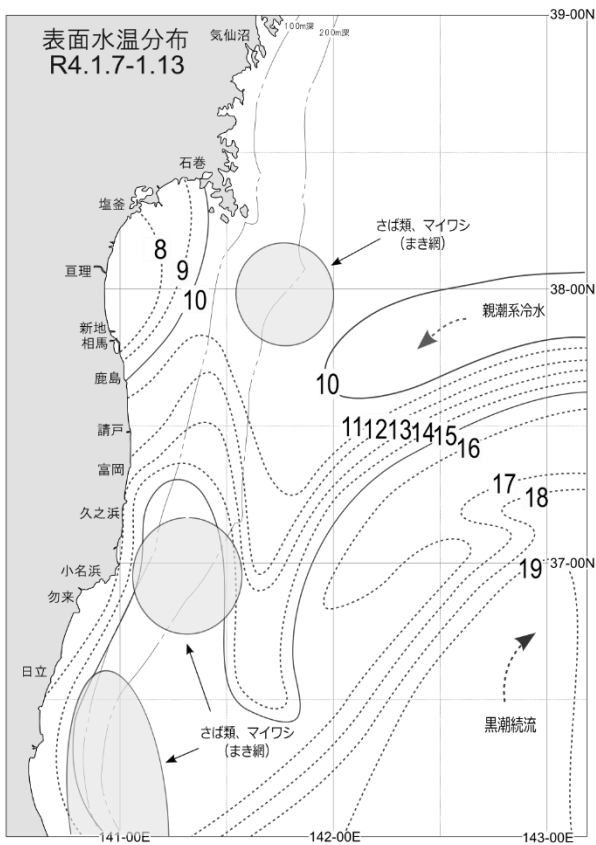 表面水温分布
R4.1.7-1.13
気仙沼
100m深
200m深
39-00N
石巻
塩釜
亘理
新地
相馬
鹿島
請戸
富岡
久之浜
小名浜
勿来
日立
8
9
10
さば類、マイワシ
（まき網）
38-00N
親潮系冷水
10
11
12
13
14
15
16
17
18
19
37-00N
黒潮続流
さば類、マイワシ
（まき網）
141-00E
142-00E
143-00E